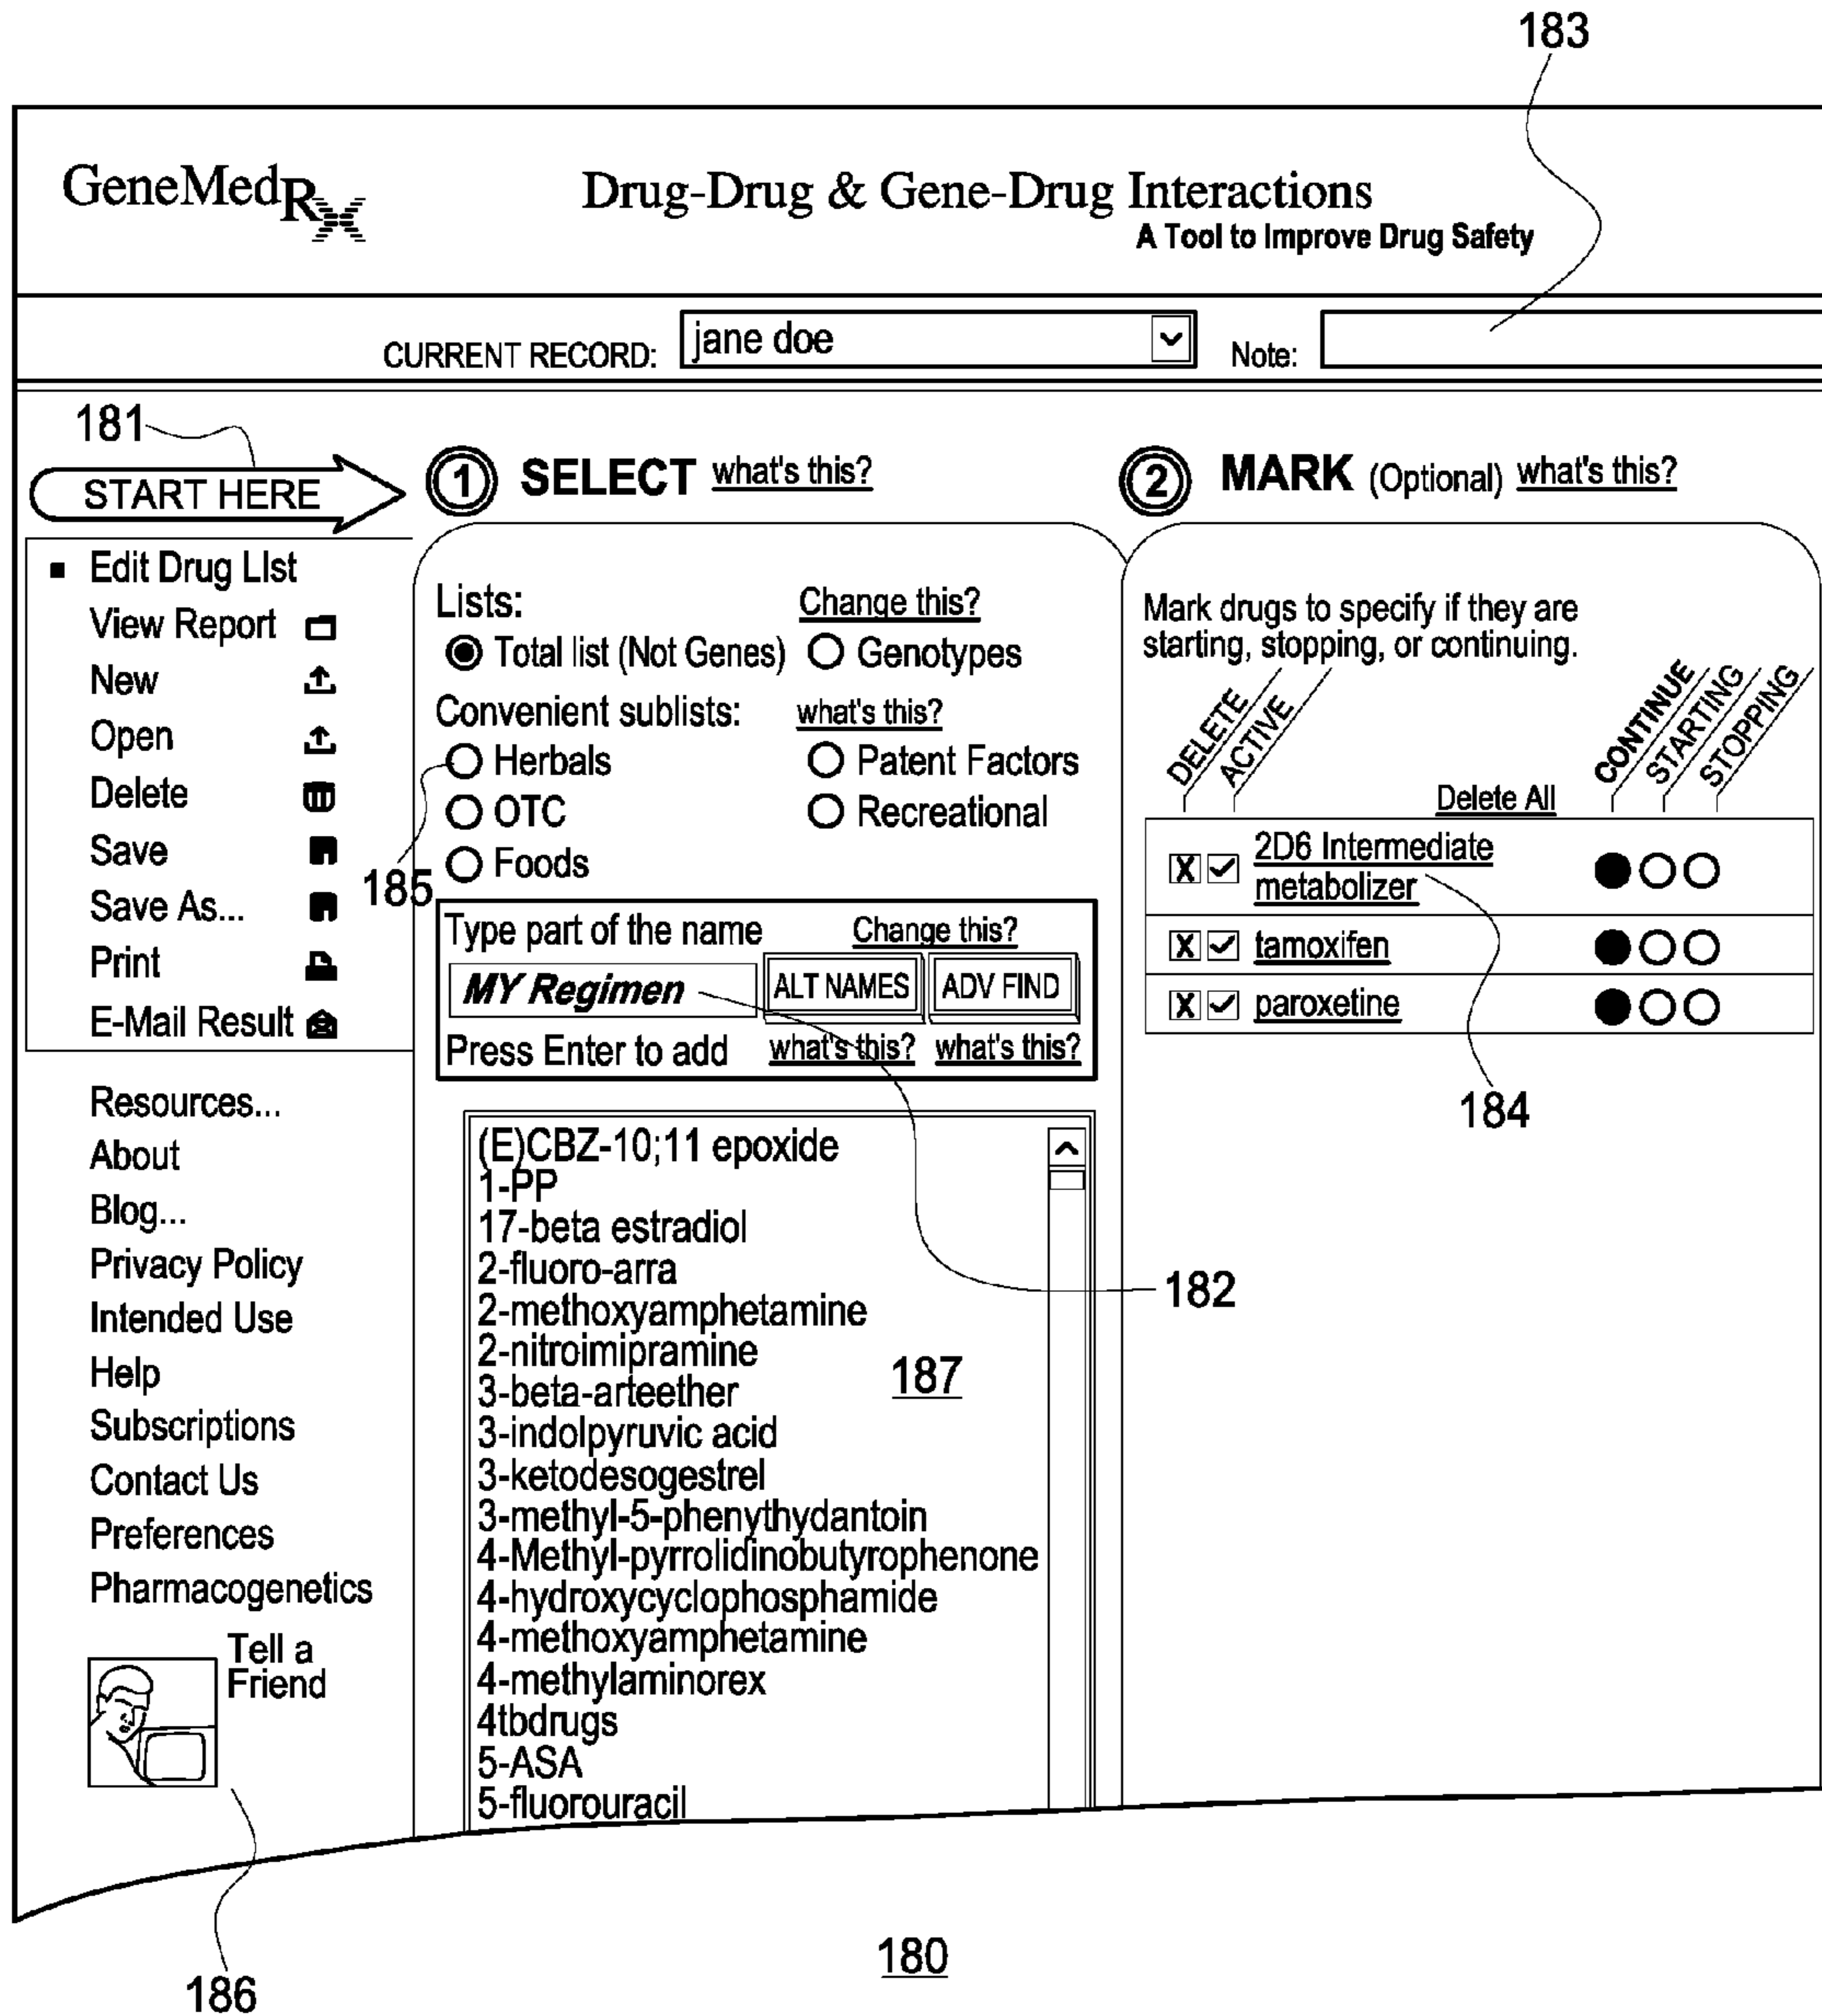 183
GeneMedRx
Drug-Drug & Gene-Drug Interactions
A Tool to Improve Drug Safety
CURRENT RECORD: jane doe Note:
181
START HERE
Edit Drug LIst
View Report
New
Open
Delete
Save
Save As...
Print
E-Mail Result
Resources...
About
Blog...
Privacy Policy
Intended Use
Help
Subscriptions
Contact Us
Preferences
Pharmacogenetics
Tell a
Friend
186
1 SELECT what's this?
Lists: Change this?
Total list (Not Genes) Genotypes
Convenient sublists: what's this?
Herbals Patent Factors
OTC Recreational
Foods
185
Type part of the name Change this?
MY Regimen ALT NAMES ADV FIND
Press Enter to add what's this? what's this?
182
(E)CBZ-10;11 epoxide
1-PP
17-beta estradiol
2-fluoro-arra
2-methoxyamphetamine
2-nitroimipramine
3-beta-arteether
3-indolpyruvic acid
3-ketodesogestrel
3-methyl-5-phenythydantoin
4-Methyl-pyrrolidinobutyrophenone
4-hydroxycyclophosphamide
4-methoxyamphetamine
4-methylaminorex
4tbdrugs
5-ASA
5-fluorouracil
187
2 MARK (Optional) what's this?
Mark drugs to specify if they are
starting, stopping, or continuing.
DELETE
ACTIVE
CONTINUE
STARTING
STOPPING
Delete All
2D6 Intermediate
metabolizer
tamoxifen
paroxetine
184
180